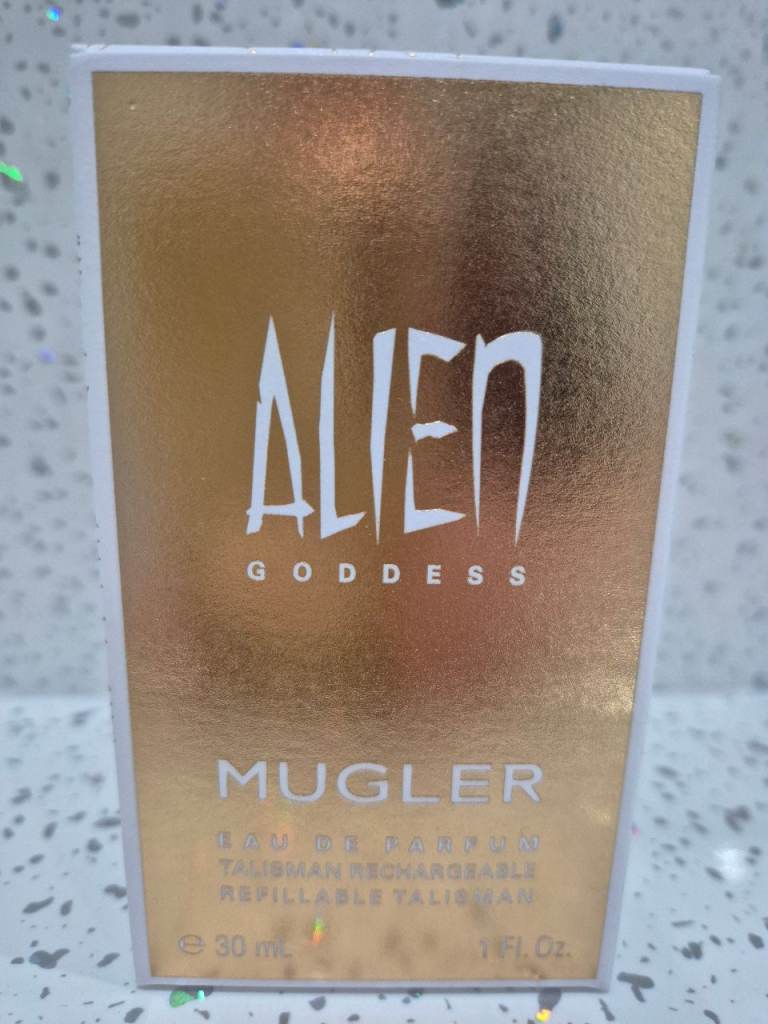 ALIEN
GODDESS
MUGLER
EAU DE PARFUM
TALISMAN RECHARGEABLE
REFILLABLE TALISMAN
℮ 30 mL 1 Fl. Oz.